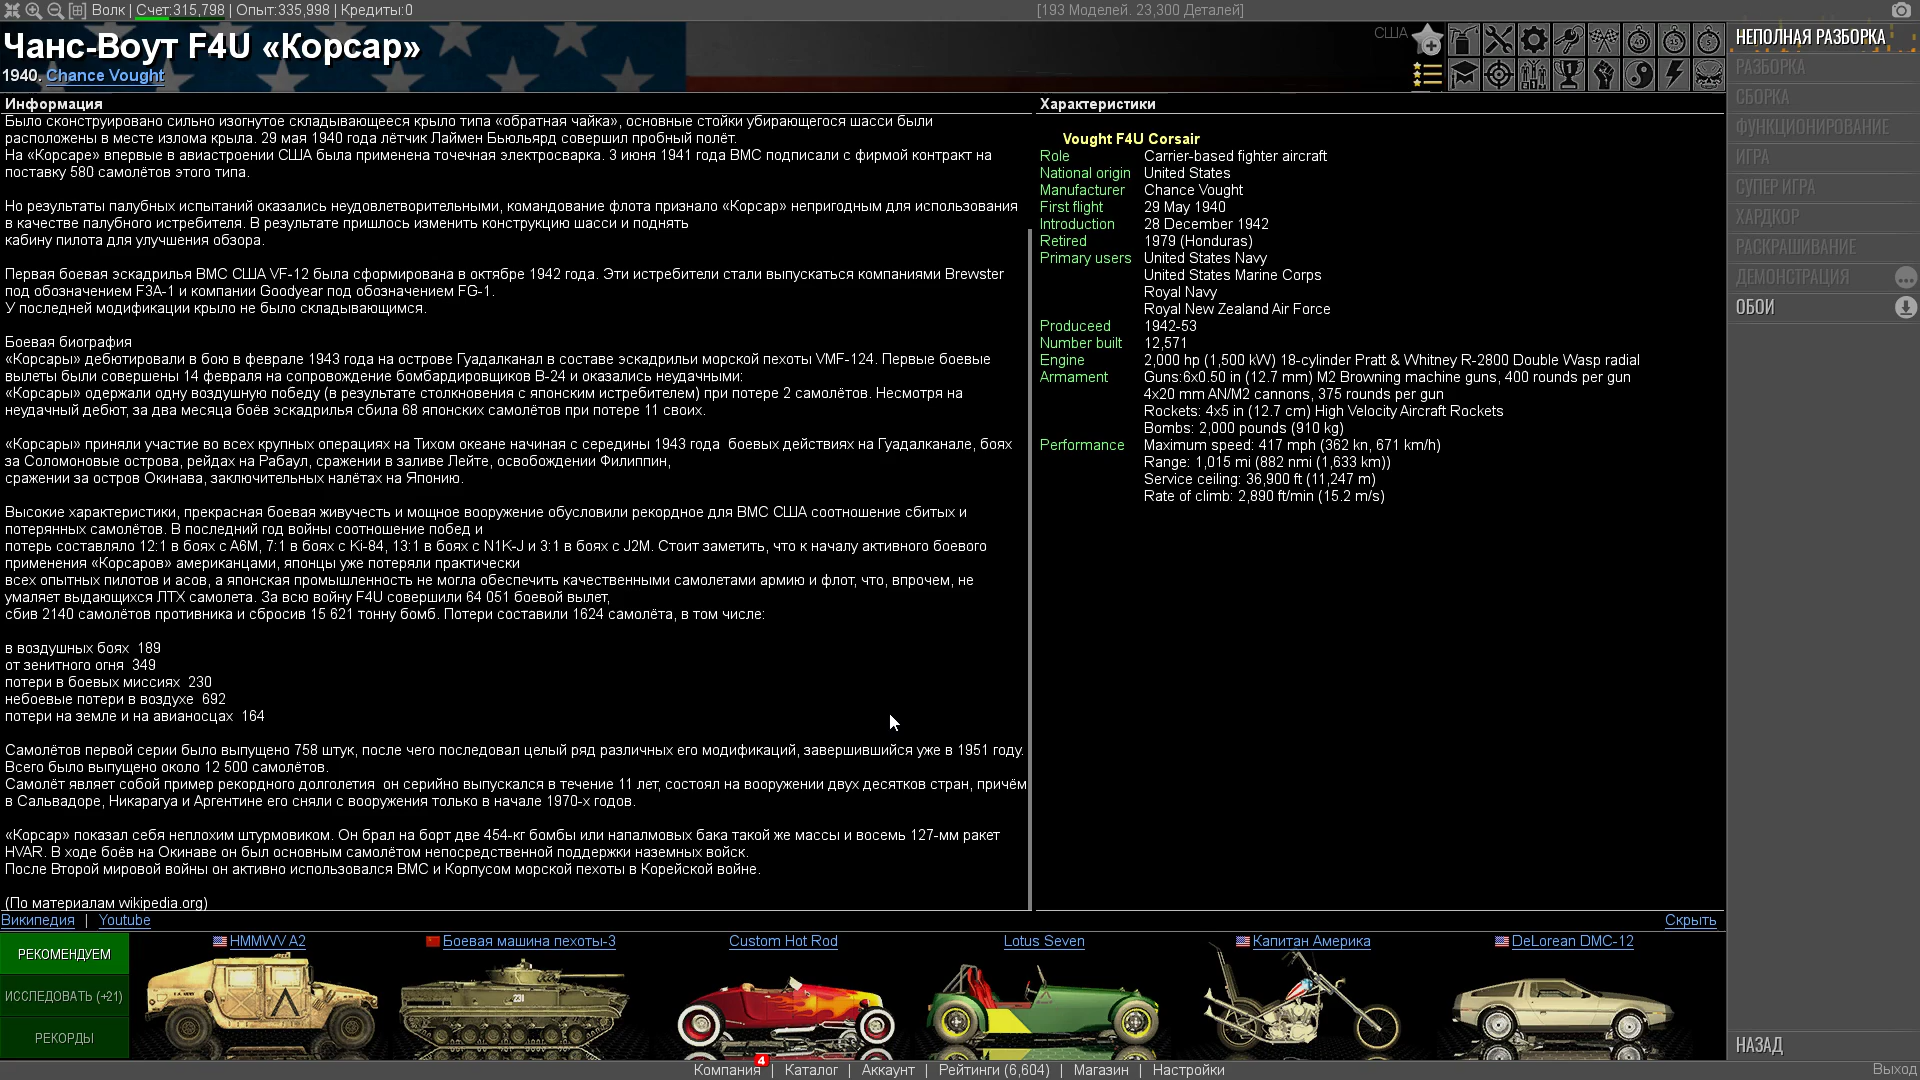 Волк | Счет:315,798 | Опыт:335,998 | Кредиты:0
[193 Моделей. 23,300 Деталей]
Чанс-Воут F4U «Корсар»
1940. Chance Vought
США
Информация
Было сконструировано сильно изогнутое складывающееся крыло типа «обратная чайка», основные стойки убирающегося шасси были
расположены в месте излома крыла. 29 мая 1940 года лётчик Лаймен Бьюльярд совершил пробный полёт.
На «Корсаре» впервые в авиастроении США была применена точечная электросварка. 3 июня 1941 года ВМС подписали с фирмой контракт на
поставку 580 самолётов этого типа.
Но результаты палубных испытаний оказались неудовлетворительными, командование флота признало «Корсар» непригодным для использования
в качестве палубного истребителя. В результате пришлось изменить конструкцию шасси и поднять
кабину пилота для улучшения обзора.
Первая боевая эскадрилья ВМС США VF-12 была сформирована в октябре 1942 года. Эти истребители стали выпускаться компаниями Brewster
под обозначением F3A-1 и компании Goodyear под обозначением FG-1.
У последней модификации крыло не было складывающимся.
Боевая биография
«Корсары» дебютировали в бою в феврале 1943 года на острове Гуадалканал в составе эскадрильи морской пехоты VMF-124. Первые боевые
вылеты были совершены 14 февраля на сопровождение бомбардировщиков B-24 и оказались неудачными:
«Корсары» одержали одну воздушную победу (в результате столкновения с японским истребителем) при потере 2 самолётов. Несмотря на
неудачный дебют, за два месяца боёв эскадрилья сбила 68 японских самолётов при потере 11 своих.
«Корсары» приняли участие во всех крупных операциях на Тихом океане начиная с середины 1943 года  боевых действиях на Гуадалканале, боях
за Соломоновые острова, рейдах на Рабаул, сражении в заливе Лейте, освобождении Филиппин,
сражении за остров Окинава, заключительных налётах на Японию.
Высокие характеристики, прекрасная боевая живучесть и мощное вооружение обусловили рекордное для ВМС США соотношение сбитых и
потерянных самолётов. В последний год войны соотношение побед и
потерь составляло 12:1 в боях с A6M, 7:1 в боях с Ki-84, 13:1 в боях с N1K-J и 3:1 в боях с J2M. Стоит заметить, что к началу активного боевого
применения «Корсаров» американцами, японцы уже потеряли практически
всех опытных пилотов и асов, а японская промышленность не могла обеспечить качественными самолетами армию и флот, что, впрочем, не
умаляет выдающихся ЛТХ самолета. За всю войну F4U совершили 64 051 боевой вылет,
сбив 2140 самолётов противника и сбросив 15 621 тонну бомб. Потери составили 1624 самолёта, в том числе:
в воздушных боях  189
от зенитного огня  349
потери в боевых миссиях  230
небоевые потери в воздухе  692
потери на земле и на авианосцах  164
Самолётов первой серии было выпущено 758 штук, после чего последовал целый ряд различных его модификаций, завершившийся уже в 1951 году.
Всего было выпущено около 12 500 самолётов.
Самолёт являет собой пример рекордного долголетия  он серийно выпускался в течение 11 лет, состоял на вооружении двух десятков стран, причём
в Сальвадоре, Никарагуа и Аргентине его сняли с вооружения только в начале 1970-х годов.
«Корсар» показал себя неплохим штурмовиком. Он брал на борт две 454-кг бомбы или напалмовых бака такой же массы и восемь 127-мм ракет
HVAR. В ходе боёв на Окинаве он был основным самолётом непосредственной поддержки наземных войск.
После Второй мировой войны он активно использовался ВМС и Корпусом морской пехоты в Корейской войне.
(По материалам wikipedia.org)
Википедия | Youtube
Характеристики
Vought F4U Corsair
Role Carrier-based fighter aircraft
National origin United States
Manufacturer Chance Vought
First flight 29 May 1940
Introduction 28 December 1942
Retired 1979 (Honduras)
Primary users United States Navy
United States Marine Corps
Royal Navy
Royal New Zealand Air Force
Produceed 1942-53
Number built 12,571
Engine 2,000 hp (1,500 kW) 18-cylinder Pratt & Whitney R-2800 Double Wasp radial
Armament Guns:6x0.50 in (12.7 mm) M2 Browning machine guns, 400 rounds per gun
4x20 mm AN/M2 cannons, 375 rounds per gun
Rockets: 4x5 in (12.7 cm) High Velocity Aircraft Rockets
Bombs: 2,000 pounds (910 kg)
Performance Maximum speed: 417 mph (362 kn, 671 km/h)
Range: 1,015 mi (882 nmi (1,633 km))
Service ceiling: 36,900 ft (11,247 m)
Rate of climb: 2,890 ft/min (15.2 m/s)
Скрыть
НЕПОЛНАЯ РАЗБОРКА
РАЗБОРКА
СБОРКА
ФУНКЦИОНИРОВАНИЕ
ИГРА
СУПЕР ИГРА
ХАРДКОР
РАСКРАШИВАНИЕ
ДЕМОНСТРАЦИЯ
ОБОИ
НАЗАД
РЕКОМЕНДУЕМ
ИССЛЕДОВАТЬ (+21)
РЕКОРДЫ
HMMWV A2
Боевая машина пехоты-3
Custom Hot Rod
Lotus Seven
Капитан Америка
DeLorean DMC-12
231
4
Компания | Каталог | Аккаунт | Рейтинги (6,604) | Магазин | Настройки
Выход